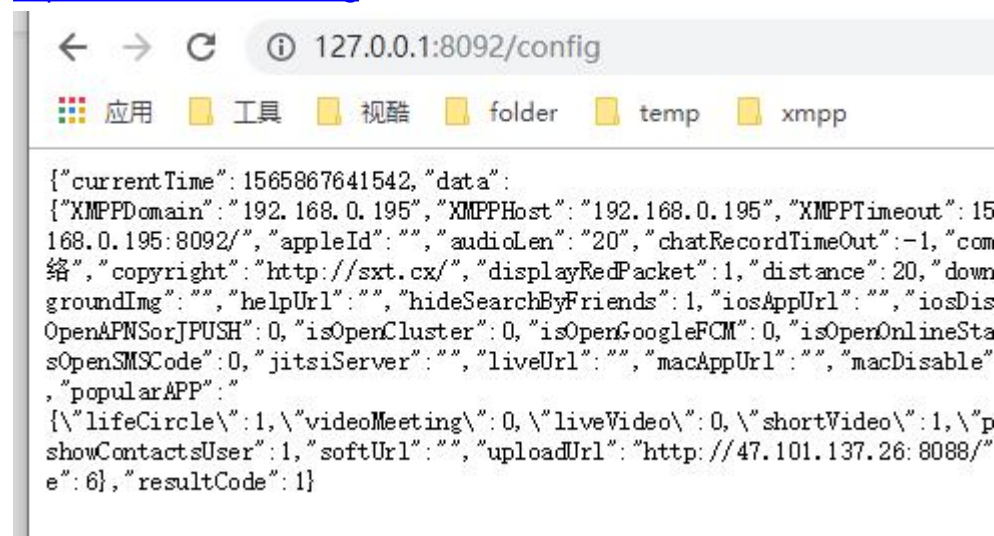 127.0.0.1:8092/config
应用 工具 视酷 folder temp xmpp
{"currentTime":1565867641542,"data":
{"XMPPDomain":"192.168.0.195","XMPPHost":"192.168.0.195","XMPPTimeout":15
168.0.195:8092/","appleId":"","audioLen":"20","chatRecordTimeOut":-1,"com
络","copyright":"http://sxt.cx/","displayRedPacket":1,"distance":20,"down
groundImg":"","helpUrl":"","hideSearchByFriends":1,"iosAppUrl":"","iosDis
OpenAPNSorJPUSH":0,"isOpenCluster":0,"isOpenGoogleFCM":0,"isOpenOnlineSta
sOpenSMSCode":0,"jitsiServer":"","liveUrl":"","macAppUrl":"","macDisable"
,"popularAPP":"
{\"lifeCircle\":1,\"videoMeeting\":0,\"liveVideo\":0,\"shortVideo\":1,\"p
showContactsUser":1,"softUrl":"","uploadUrl":"http://47.101.137.26:8088/"
e":6},"resultCode":1}